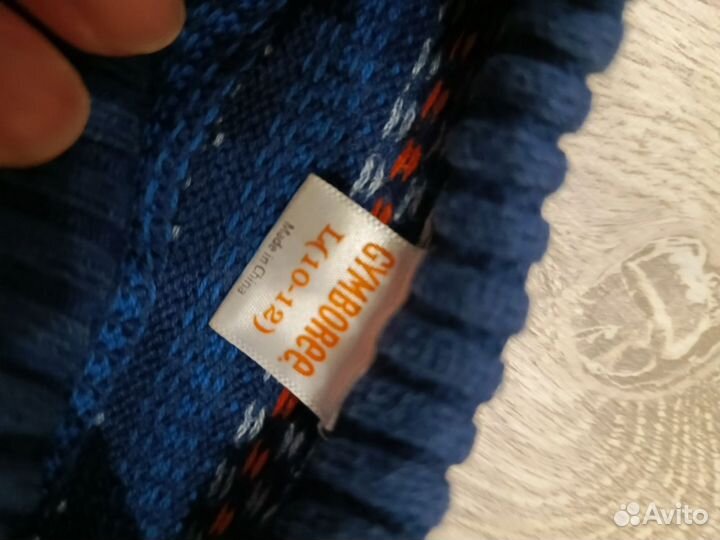 GYMBOREE
L(10-12)
Made in China
Avito